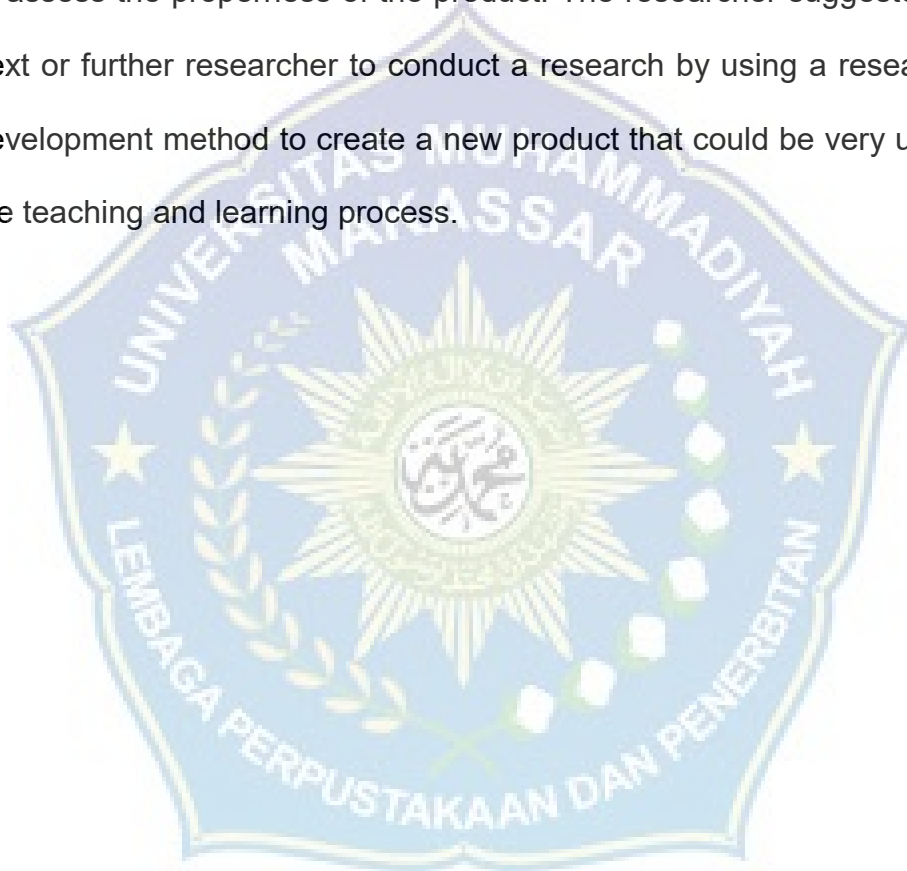 assess the properness of the product. The researcher suggeste
ext or further researcher to conduct a research by using a resea
evelopment method to create a new product that could be very u
e teaching and learning process.
UNIVERSITAS MUHAMMADIYAH
MAKASSAR
محمدية
LEMBAGA PERPUSTAKAAN DAN PENERBITAN